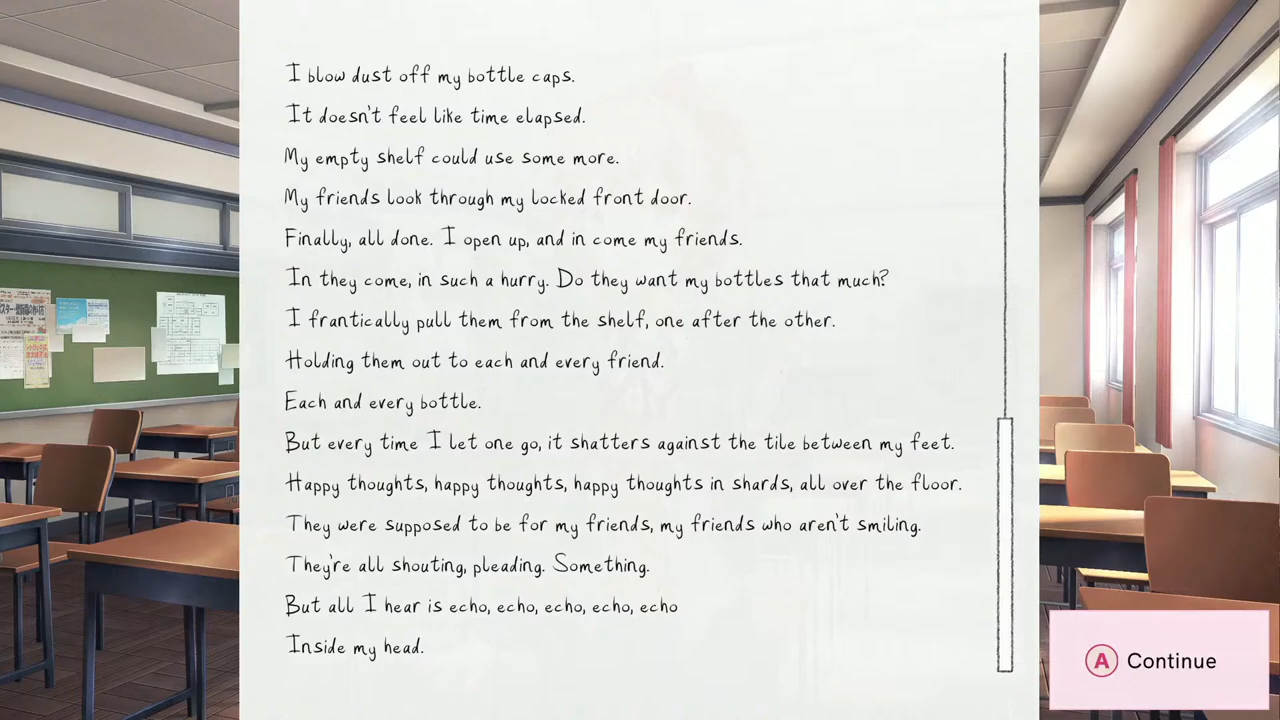 I blow dust off my bottle caps.
It doesn't feel like time elapsed.
My empty shelf could use some more.
My friends look through my locked front door.
Finally, all done. I open up, and in come my friends.
In they come, in such a hurry. Do they want my bottles that much?
I frantically pull them from the shelf, one after the other.
Holding them out to each and every friend.
Each and every bottle.
But every time I let one go, it shatters against the tile between my feet.
Happy thoughts, happy thoughts, happy thoughts in shards, all over the floor.
They were supposed to be for my friends, my friends who aren't smiling.
They're all shouting, pleading. Something.
But all I hear is echo, echo, echo, echo, echo
Inside my head.
A Continue